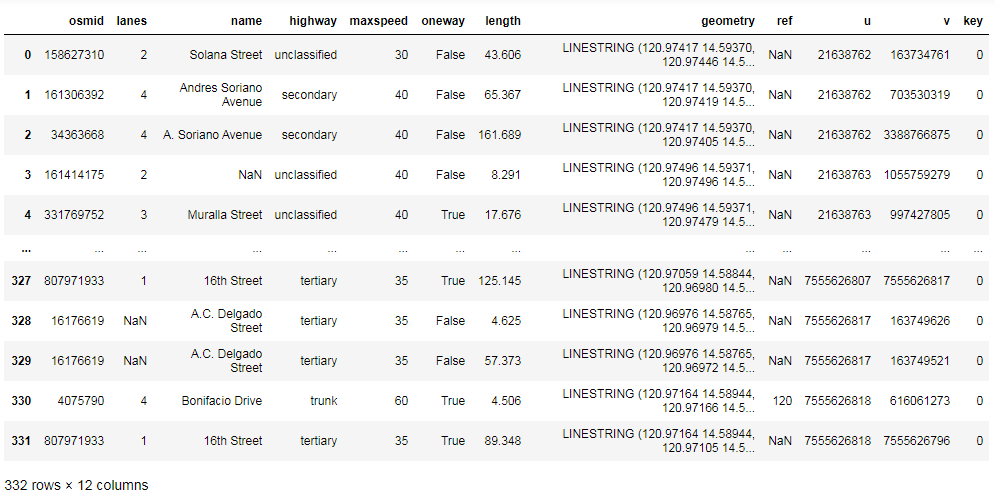 osmid lanes name highway maxspeed oneway length geometry ref u v key
0 158627310 2 Solana Street unclassified 30 False 43.606 LINESTRING (120.97417 14.59370, 120.97446 14.5... NaN 21638762 163734761 0
1 161306392 4 Andres Soriano Avenue secondary 40 False 65.367 LINESTRING (120.97417 14.59370, 120.97419 14.5... NaN 21638762 703530319 0
2 34363668 4 A. Soriano Avenue secondary 40 False 161.689 LINESTRING (120.97417 14.59370, 120.97405 14.5... NaN 21638762 3388766875 0
3 161414175 2 NaN unclassified 40 False 8.291 LINESTRING (120.97496 14.59371, 120.97496 14.5... NaN 21638763 1055759279 0
4 331769752 3 Muralla Street unclassified 40 True 17.676 LINESTRING (120.97496 14.59371, 120.97479 14.5... NaN 21638763 997427805 0
... ... ... ... ... ... ... ... ... ... ... ... ...
327 807971933 1 16th Street tertiary 35 True 125.145 LINESTRING (120.97059 14.58844, 120.96980 14.5... NaN 7555626807 7555626817 0
328 16176619 NaN A.C. Delgado Street tertiary 35 False 4.625 LINESTRING (120.96976 14.58765, 120.96979 14.5... NaN 7555626817 163749626 0
329 16176619 NaN A.C. Delgado Street tertiary 35 False 57.373 LINESTRING (120.96976 14.58765, 120.96972 14.5... NaN 7555626817 163749521 0
330 4075790 4 Bonifacio Drive trunk 60 True 4.506 LINESTRING (120.97164 14.58944, 120.97166 14.5... 120 7555626818 616061273 0
331 807971933 1 16th Street tertiary 35 True 89.348 LINESTRING (120.97164 14.58944, 120.97105 14.5... NaN 7555626818 7555626796 0
332 rows × 12 columns